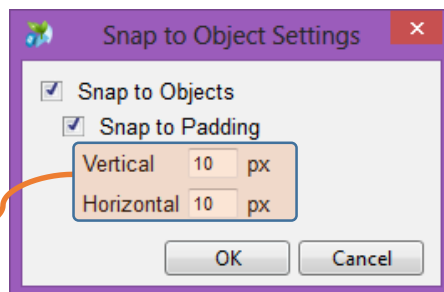 Snap to Object Settings
Snap to Objects
Snap to Padding
Vertical 10 px
Horizontal 10 px
OK Cancel